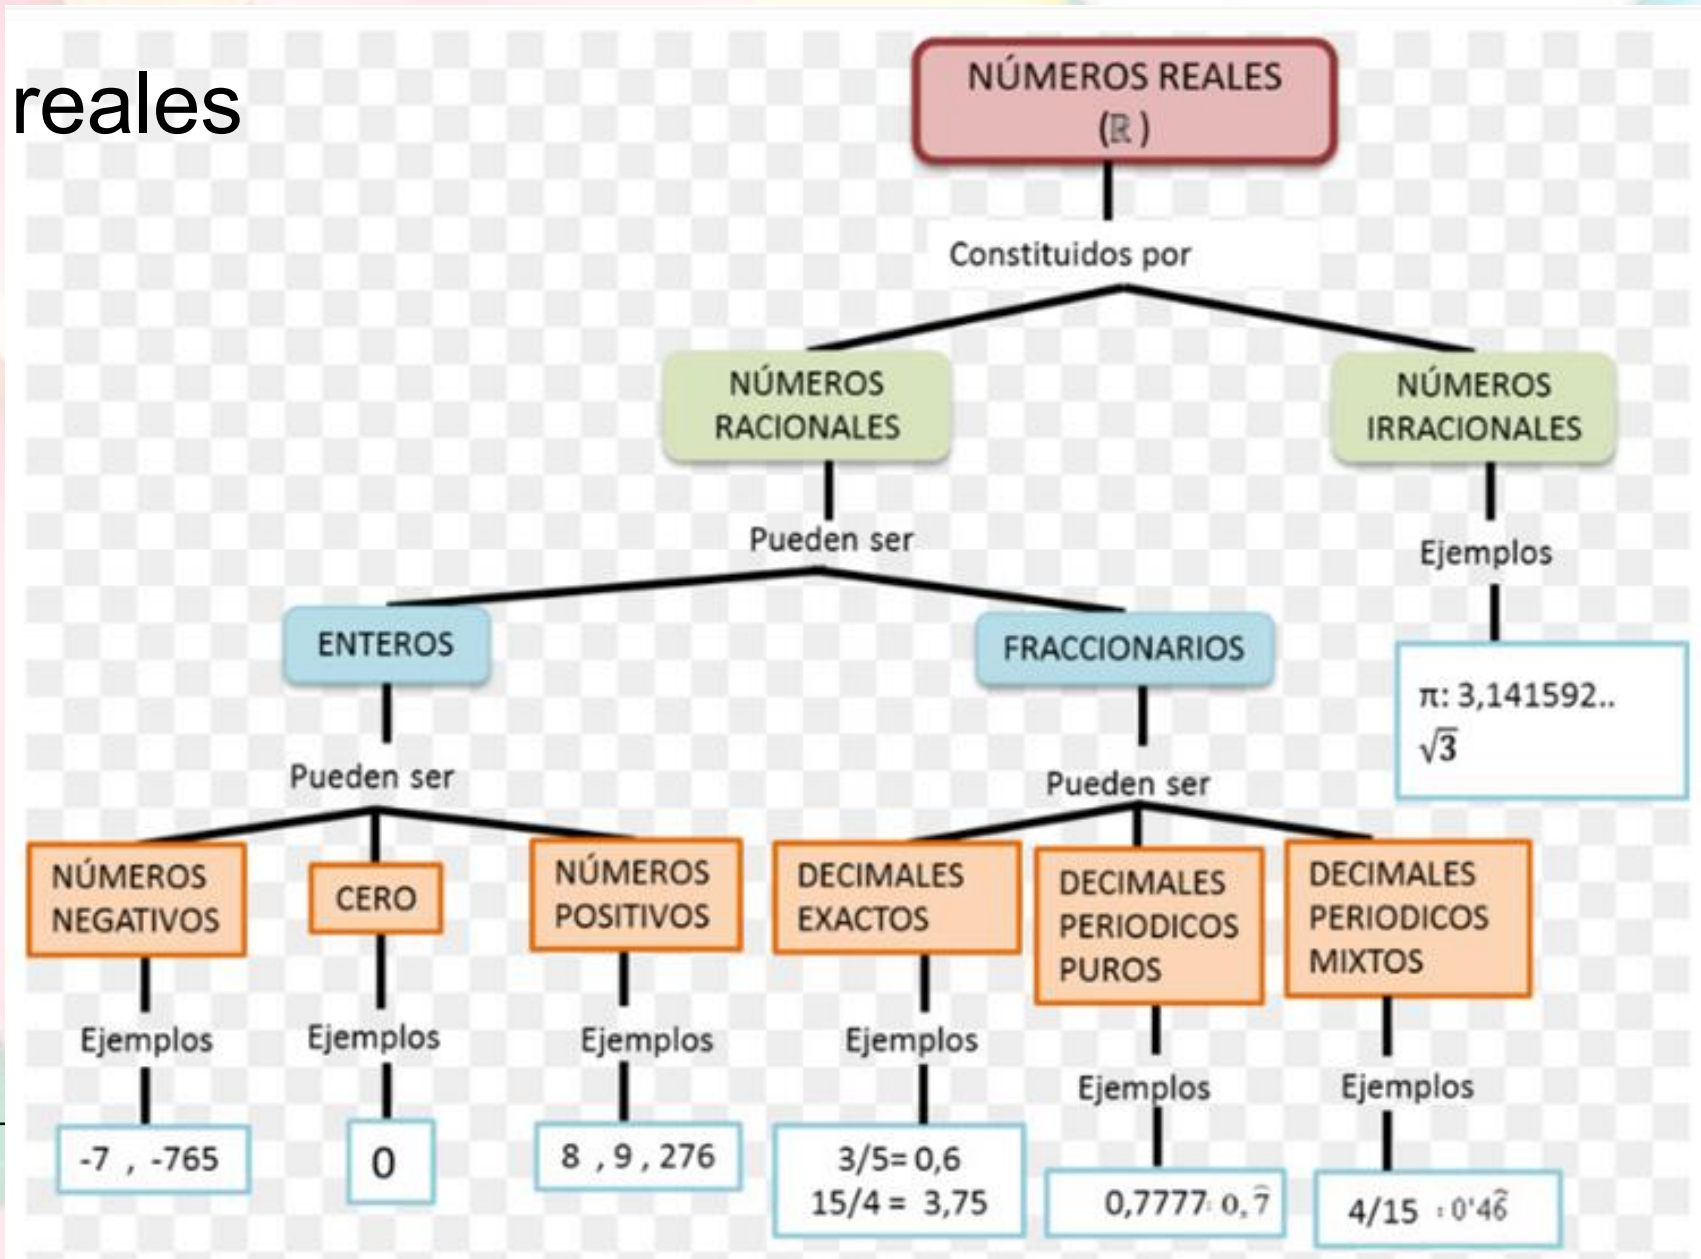 reales
NÚMEROS REALES
(ℝ)
Constituidos por
NÚMEROS
RACIONALES
NÚMEROS
IRRACIONALES
Pueden ser
Ejemplos
ENTEROS
FRACCIONARIOS
π: 3,141592..
√3
Pueden ser
Pueden ser
NÚMEROS
NEGATIVOS
CERO
NÚMEROS
POSITIVOS
DECIMALES
EXACTOS
DECIMALES
PERIODICOS
PUROS
DECIMALES
PERIODICOS
MIXTOS
Ejemplos
Ejemplos
Ejemplos
Ejemplos
Ejemplos
Ejemplos
-7 , -765
0
8 , 9 , 276
3/5= 0,6
15/4 = 3,75
0,7777: 0,7̂
4/15 : 0'46̂